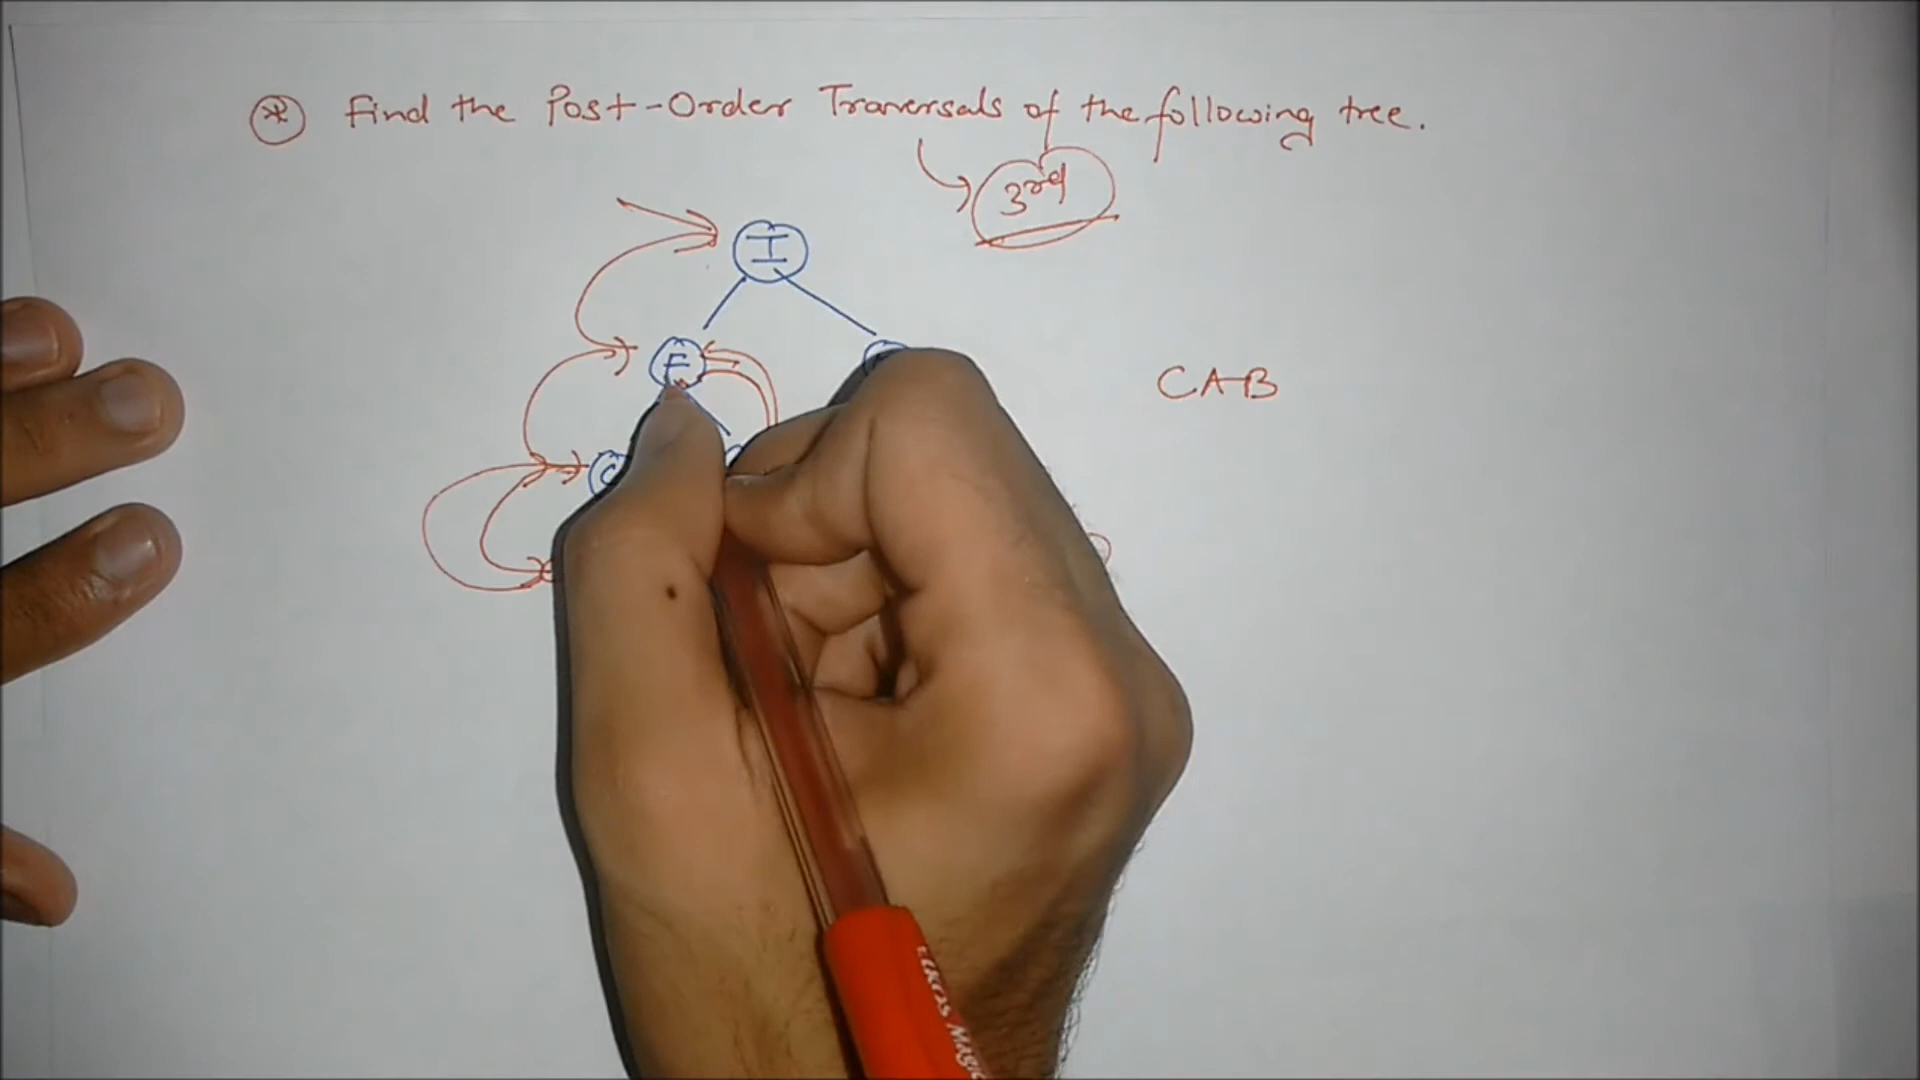 * Find the Post-Order Traversals of the following tree.
3rd
I
F
CAB